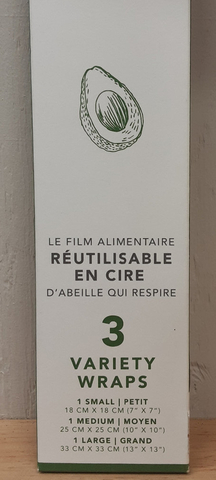 LE FILM ALIMENTAIRE
RÉUTILISABLE
EN CIRE
D'ABEILLE QUI RESPIRE
3
VARIETY
WRAPS
1 SMALL | PETIT
18 CM X 18 CM (7" X 7")
1 MEDIUM | MOYEN
25 CM X 25 CM (10" X 10")
1 LARGE | GRAND
33 CM X 33 CM (13" X 13")